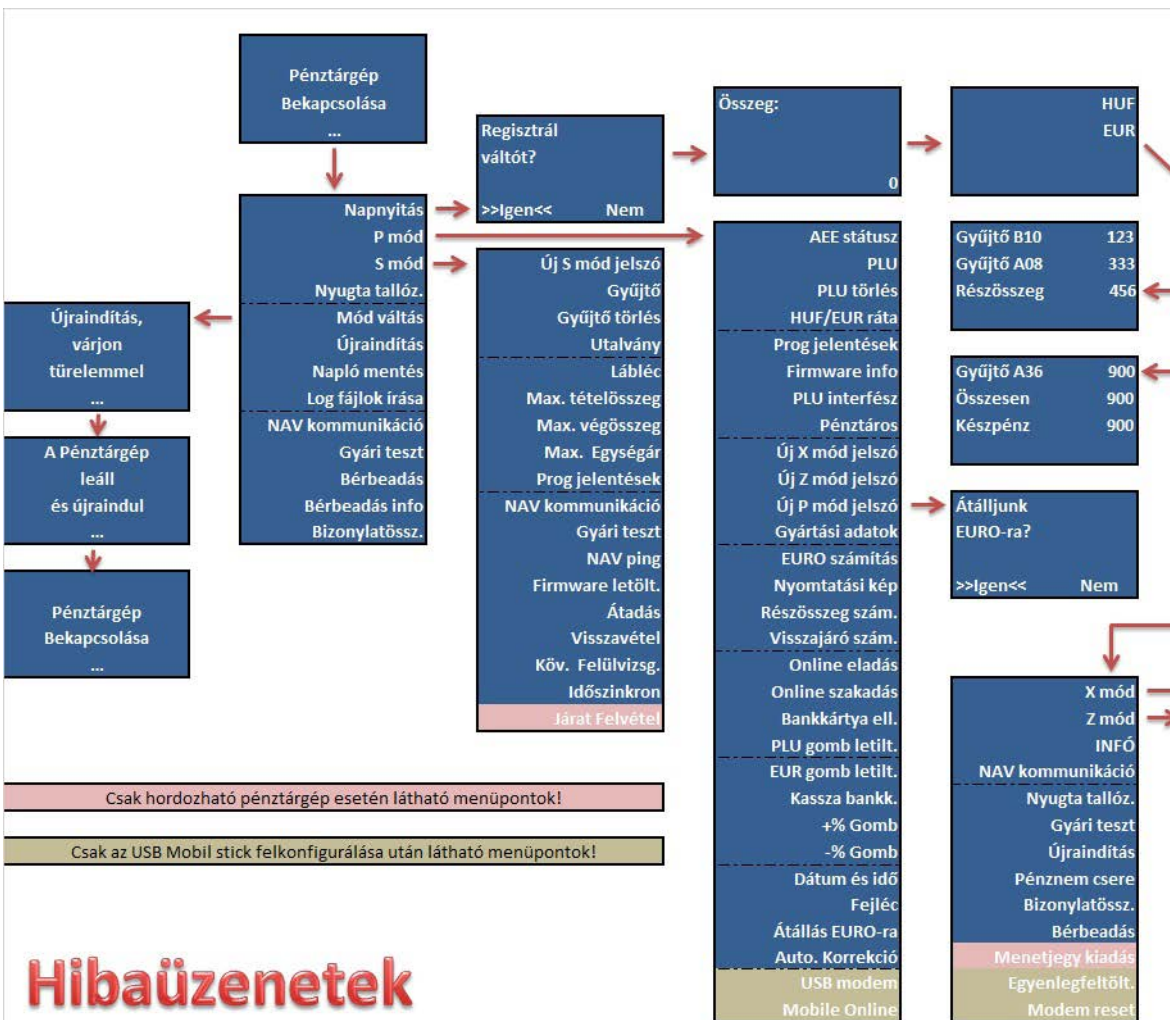 Pénztárgép
Bekapcsolása
...
Regisztrál
váltót?
>>Igen<< Nem
Összeg:
0
HUF
EUR
Napnyitás
P mód
S mód
Nyugta tallóz.
Mód váltás
Újraindítás
Napló mentés
Log fájlok írása
NAV kommunikáció
Gyári teszt
Bérbeadás
Bérbeadás info
Bizonylatössz.
Újraindítás,
várjon
türelemmel
...
A Pénztárgép
leáll
és újraindul
...
Pénztárgép
Bekapcsolása
...
Új S mód jelszó
Gyűjtő
Gyűjtő törlés
Utalvány
Lábléc
Max. tételösszeg
Max. végösszeg
Max. Egységár
Prog jelentések
NAV kommunikáció
Gyári teszt
NAV ping
Firmware letölt.
Átadás
Visszavétel
Köv. Felülvizsg.
Időszinkron
Járat Felvétel
AEE státusz
PLU
PLU törlés
HUF/EUR ráta
Prog jelentések
Firmware info
PLU interfész
Pénztáros
Új X mód jelszó
Új Z mód jelszó
Új P mód jelszó
Gyártási adatok
EURO számítás
Nyomtatási kép
Részösszeg szám.
Visszajáró szám.
Online eladás
Online szakadás
Bankkártya ell.
PLU gomb letilt.
EUR gomb letilt.
Kassza bankk.
+% Gomb
-% Gomb
Dátum és idő
Fejléc
Átállás EURO-ra
Auto. Korrekció
USB modem
Mobile Online
Gyűjtő B10 123
Gyűjtő A08 333
Részösszeg 456
Gyűjtő A36 900
Összesen 900
Készpénz 900
Átálljunk
EURO-ra?
>>Igen<< Nem
X mód
Z mód
INFÓ
NAV kommunikáció
Nyugta tallóz.
Gyári teszt
Újraindítás
Pénznem csere
Bizonylatössz.
Bérbeadás
Menetjegy kiadás
Egyenlegfeltölt.
Modem reset
Csak hordozható pénztárgép esetén látható menüpontok!
Csak az USB Mobil stick felkonfigurálása után látható menüpontok!
Hibaüzenetek